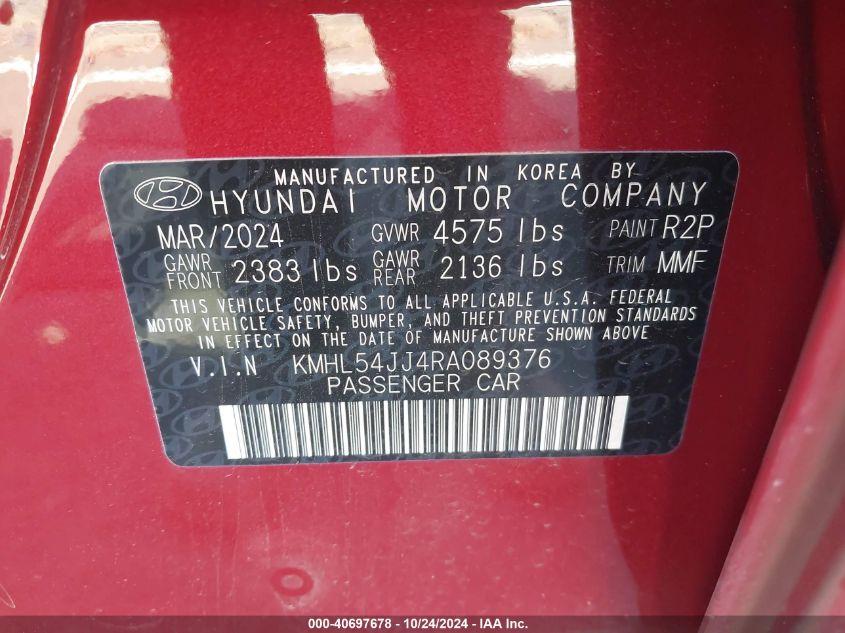 MANUFACTURED IN KOREA BY
HYUNDAI MOTOR COMPANY
MAR/2024 GVWR 4575 lbs PAINT R2P
GAWR FRONT 2383 lbs GAWR REAR 2136 lbs TRIM MMF
THIS VEHICLE CONFORMS TO ALL APPLICABLE U.S.A. FEDERAL
MOTOR VEHICLE SAFETY, BUMPER, AND THEFT PREVENTION STANDARDS
IN EFFECT ON THE DATE OF MANUFACTURE SHOWN ABOVE
V.I.N KMHL54JJ4RA089376
PASSENGER CAR
000-40697678 - 10/24/2024 - IAA Inc.